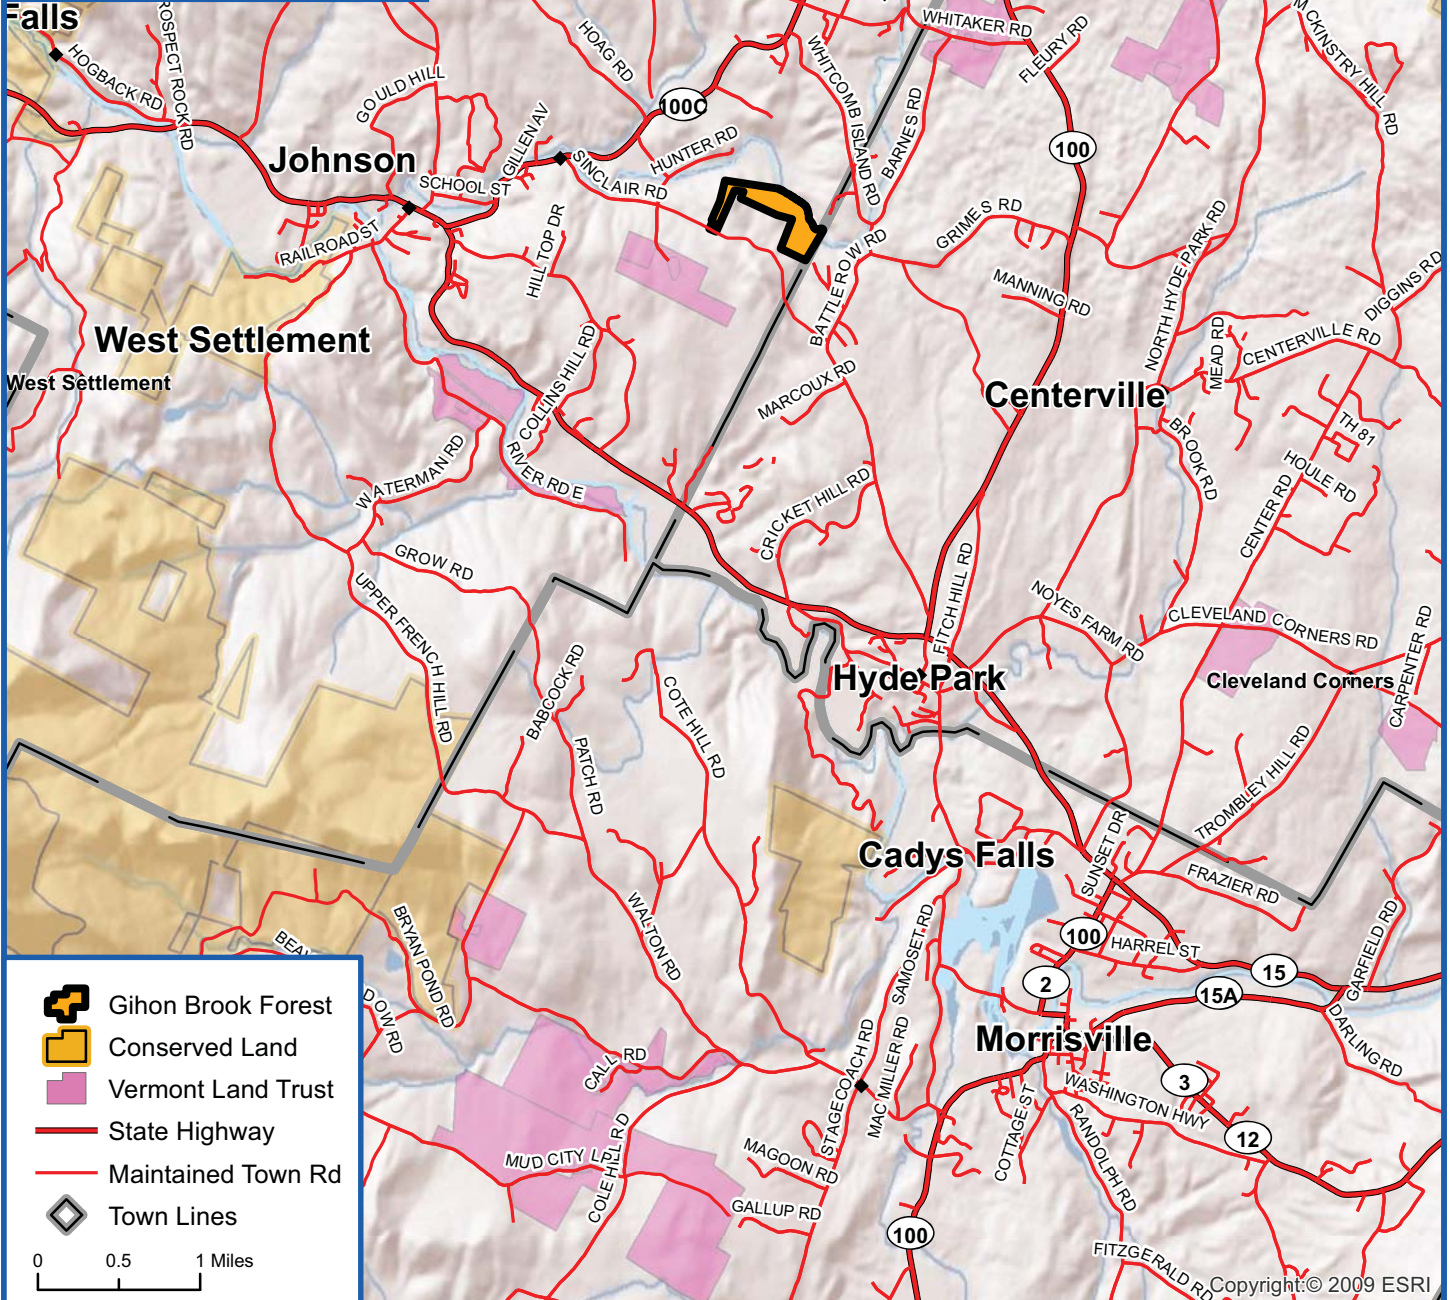 Falls
HOGBACK RD
PROSPECT ROCK RD
GOULD HILL
HOAG RD
100C
WHITCOMB ISLAND RD
WHITAKER RD
FLEURY RD
MCKINSTRY HILL RD
BARNES RD
100
Johnson
SCHOOL ST
GILLEN AV
SINCLAIR RD
HUNTER RD
RAILROAD ST
HILL TOP DR
BATTLE ROW RD
GRIMES RD
MANNING RD
NORTH HYDE PARK RD
DIGGINS RD
West Settlement
West Settlement
COLLINS HILL RD
MARCOUX RD
Centerville
MEAD RD
CENTERVILLE RD
TH 81
BROOK RD
HOULE RD
CENTER RD
WATERMAN RD
RIVER RD E
CRICKET HILL RD
GROW RD
UPPER FRENCH HILL RD
FITCH HILL RD
NOYES FARM RD
CLEVELAND CORNERS RD
CARPENTER RD
Hyde Park
Cleveland Corners
BABCOCK RD
COTE HILL RD
PATCH RD
TROMBLEY HILL RD
Cadys Falls
SUNSET DR
FRAZIER RD
BRYAN POND RD
WALTON RD
SAMOSET RD
100
HARREL ST
15
15A
2
GARFIELD RD
DARLING RD
Morrisville
CALL RD
STAGECOACH RD
MAC MILLER RD
3
WASHINGTON HWY
12
COTTAGE ST
RANDOLPH RD
MUD CITY LP
COLE HILL RD
MAGOON RD
GALLUP RD
100
FITZGERALD RD
Gihon Brook Forest
Conserved Land
Vermont Land Trust
State Highway
Maintained Town Rd
Town Lines
0 0.5 1 Miles
Copyright:© 2009 ESRI